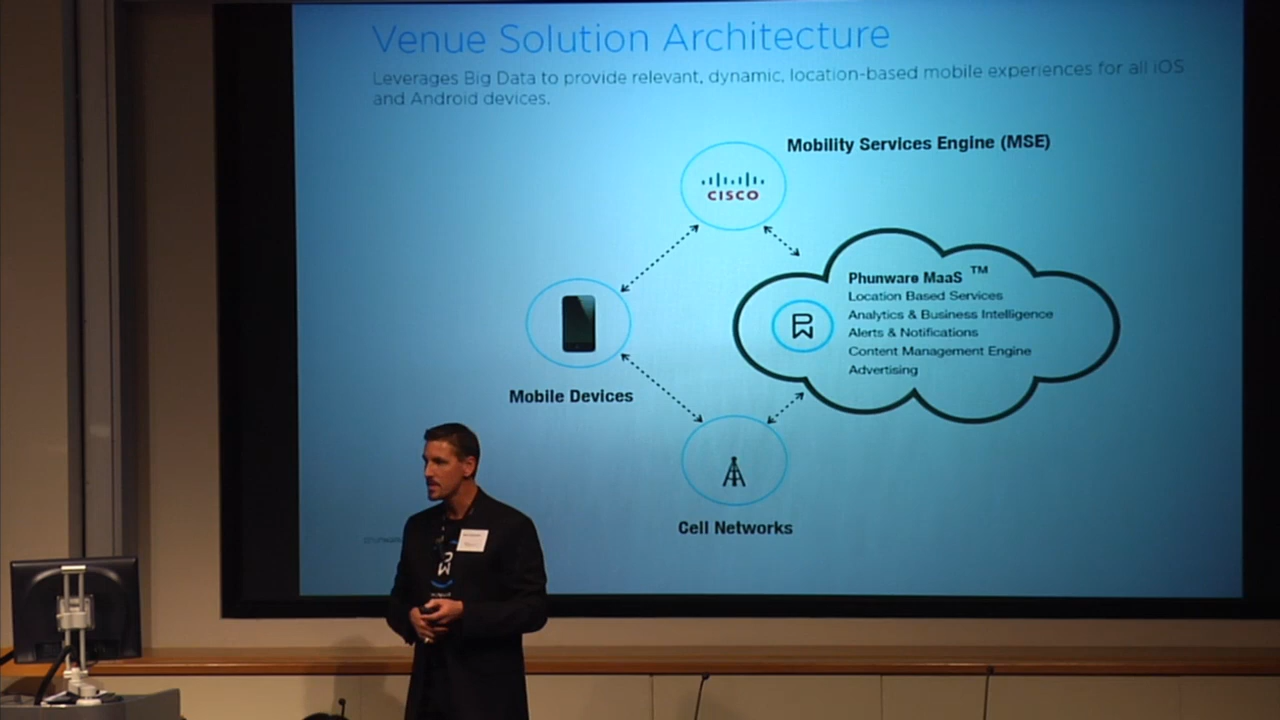 Venue Solution Architecture
Leverages Big Data to provide relevant, dynamic, location-based mobile experiences for all iOS
and Android devices.
Mobility Services Engine (MSE)
CISCO
Phunware MaaS TM
Location Based Services
Analytics & Business Intelligence
Alerts & Notifications
Content Management Engine
Advertising
Mobile Devices
Cell Networks